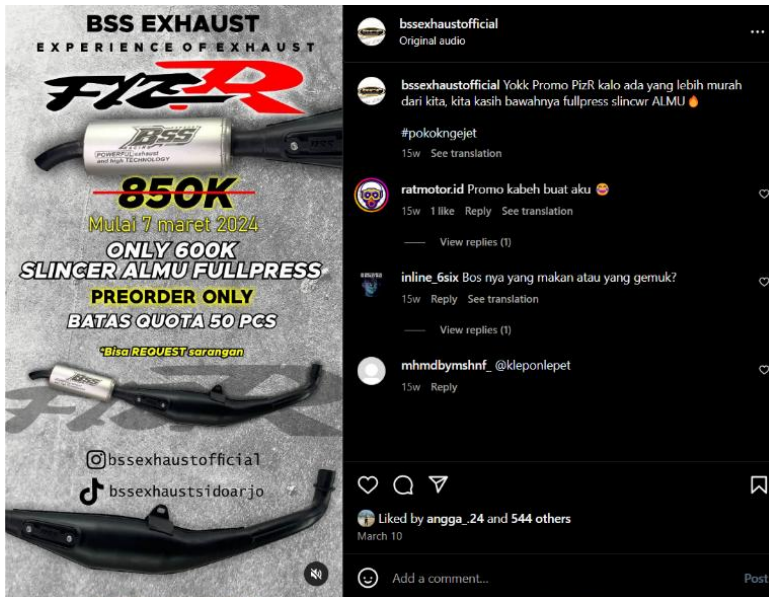 BSS EXHAUST
EXPERIENCE OF EXHAUST
FIZR
BSS
POWERFUL exhaust
and high TECHNOLOGY
BSS
850K
Mulai 7 maret 2024
ONLY 600K
SLINCER ALMU FULLPRESS
PREORDER ONLY
BATAS QUOTA 50 PCS
*Bisa REQUEST sarangan
BSS
FIZR
bssexhaustofficial
bssexhaustsidoarjo
bssexhaustofficial
Original audio
bssexhaustofficial Yokk Promo PizR kalo ada yang lebih murah
dari kita, kita kasih bawahnya fullpress slincwr ALMU🔥
#pokokngejet
15w See translation
ratmotor.id Promo kabeh buat aku 😅
15w 1 like Reply See translation
View replies (1)
inline_6six Bos nya yang makan atau yang gemuk?
15w Reply See translation
View replies (1)
mhmdbymshnf_ @kleponlepet
15w Reply
Liked by angga_.24 and 544 others
March 10
Add a comment...
Post